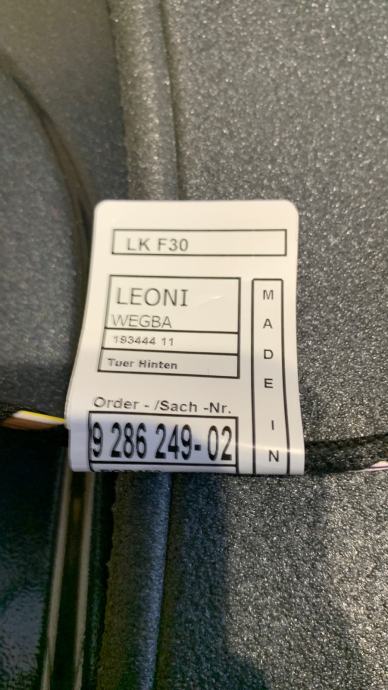 LK F30
LEONI
WEGBA
193444 11
Tuer Hinten
Order - /Sach -Nr.
9 286 249- 02
MADE IN